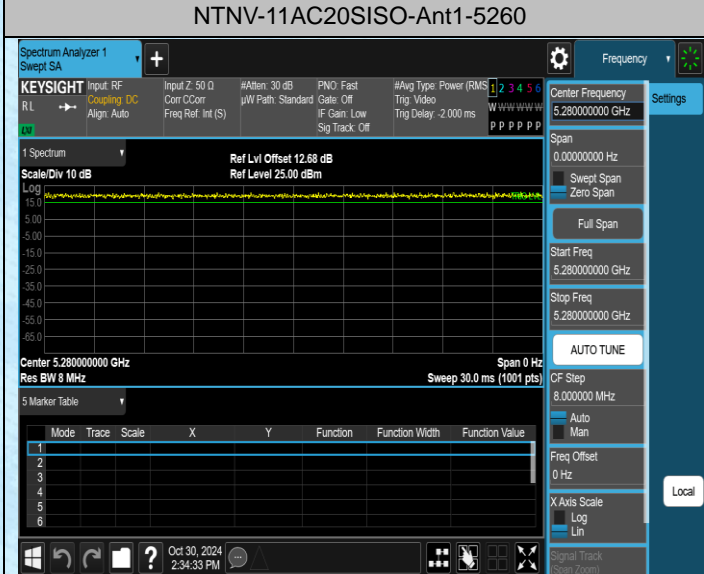 NTNV-11AC20SISO-Ant1-5260
Spectrum Analyzer 1
Swept SA
Frequency
KEYSIGHT
RL
LXI
Input: RF
Coupling: DC
Align: Auto
Input Z: 50 Ω
Corr CCorr
Freq Ref: Int (S)
#Atten: 30 dB
µW Path: Standard
PNO: Fast
Gate: Off
IF Gain: Low
Sig Track: Off
#Avg Type: Power (RMS
Trig: Video
Trig Delay: -2.000 ms
1 2 3 4 5 6
W W W W W W
P P P P P P
Center Frequency
5.280000000 GHz
Settings
Span
0.00000000 Hz
Swept Span
Zero Span
Full Span
Start Freq
5.280000000 GHz
Stop Freq
5.280000000 GHz
AUTO TUNE
CF Step
8.000000 MHz
Auto
Man
Freq Offset
0 Hz
X Axis Scale
Log
Lin
Signal Track
(Span Zoom)
Local
1 Spectrum
Scale/Div 10 dB
Ref Lvl Offset 12.68 dB
Ref Level 25.00 dBm
Log
15.0
5.00
-5.00
-15.0
-25.0
-35.0
-45.0
-55.0
-65.0
Center 5.280000000 GHz
Res BW 8 MHz
Span 0 Hz
Sweep 30.0 ms (1001 pts)
5 Marker Table
Mode Trace Scale X Y Function Function Width Function Value
1
2
3
4
5
6
?
Oct 30, 2024
2:34:33 PM